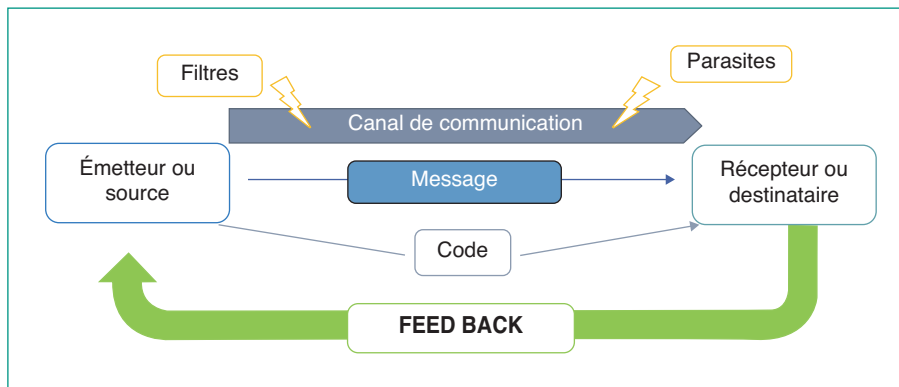 Filtres
Parasites
Canal de communication
Émetteur ou
source
Message
Récepteur ou
destinataire
Code
FEED BACK